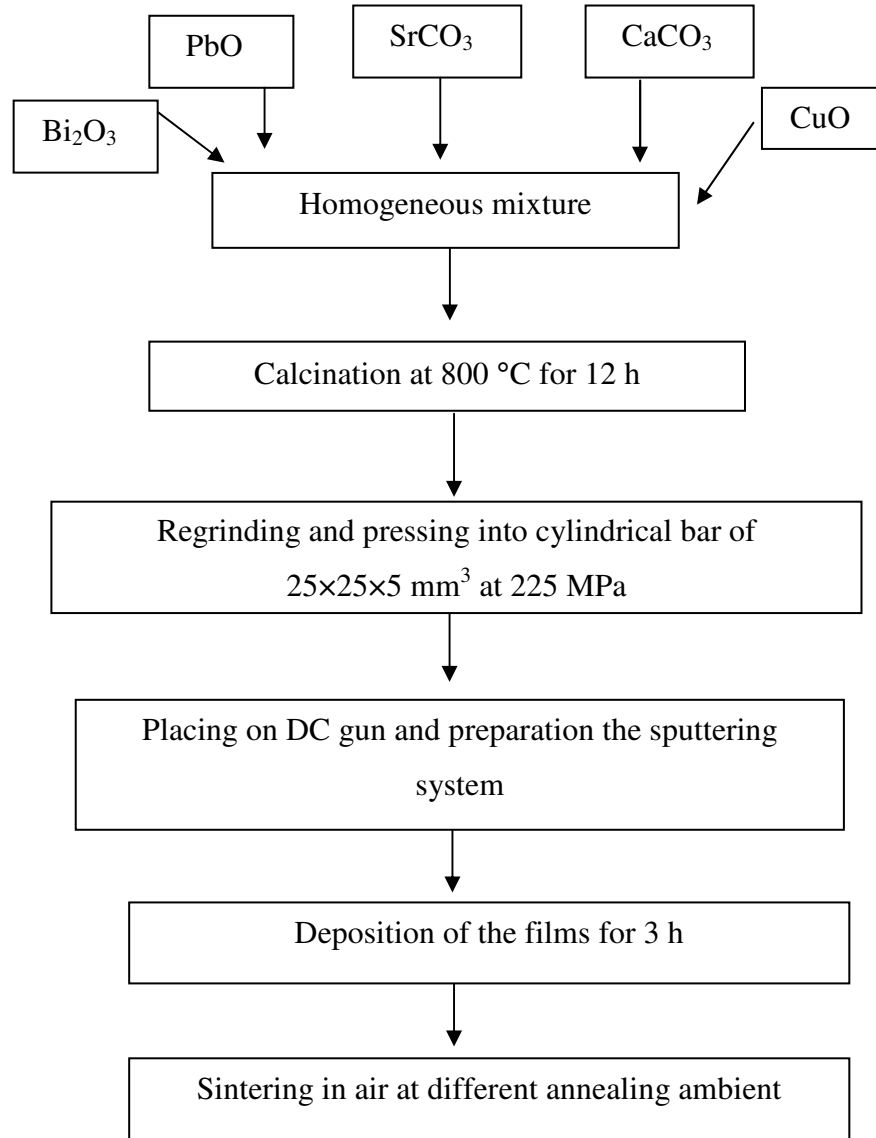 PbO
SrCO₃
CaCO₃
Bi₂O₃
CuO
Homogeneous mixture
Calcination at 800 °C for 12 h
Regrinding and pressing into cylindrical bar of
25×25×5 mm³ at 225 MPa
Placing on DC gun and preparation the sputtering
system
Deposition of the films for 3 h
Sintering in air at different annealing ambient